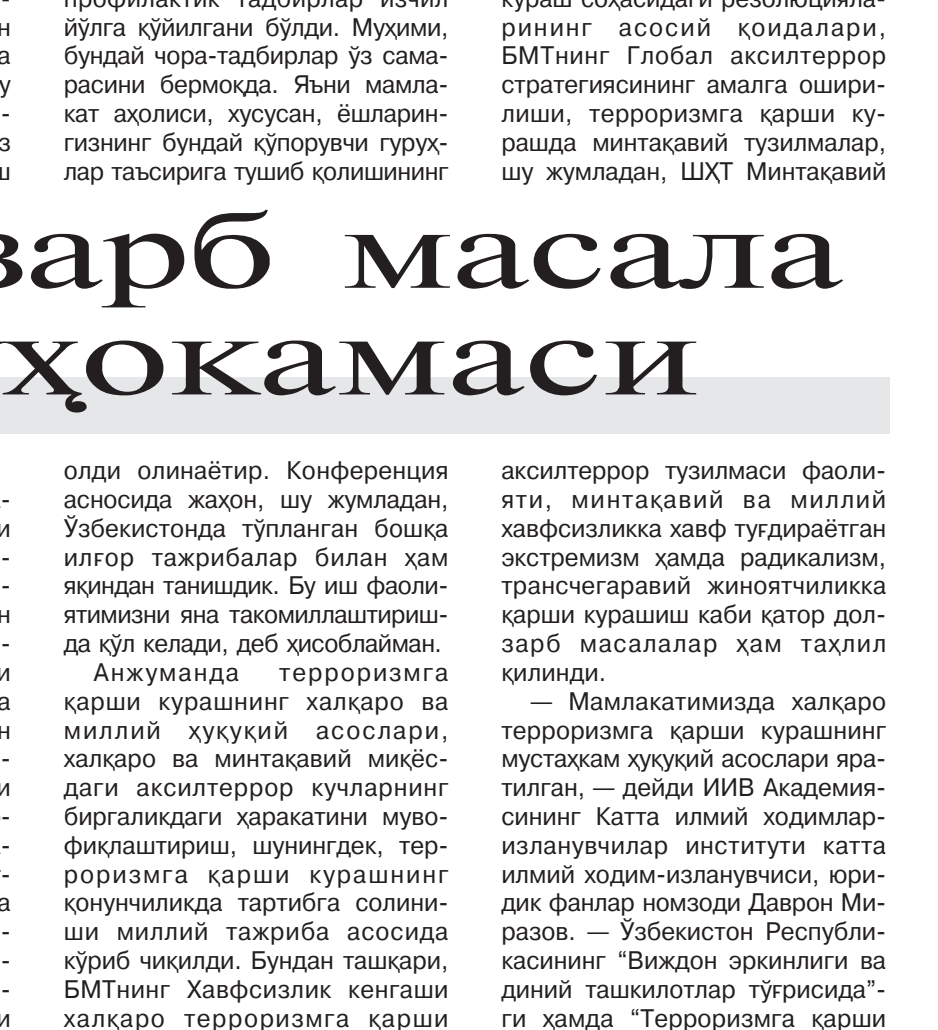 йўлга қўйилгани бўлди. Муҳими,
бундай чора-тадбирлар ўз сама-
расини бермоқда. Яъни мамла-
кат аҳолиси, хусусан, ёшларин-
гизнинг бундай қўпорувчи гуруҳ-
лар таъсирига тушиб қолишининг
рининг асосий қоидалари,
БМТнинг Глобал аксилтеррор
стратегиясининг амалга ошири-
лиши, терроризмга қарши ку-
рашда минтақавий тузилмалар,
шу жумладан, ШҲТ Минтақавий
зарб масала
ҳокамаси
олди олинаётир. Конференция
асносида жаҳон, шу жумладан,
Ўзбекистонда тўпланган бошқа
илғор тажрибалар билан ҳам
яқиндан танишдик. Бу иш фаоли-
ятимизни яна такомиллаштириш-
да қўл келади, деб ҳисоблайман.
Анжуманда терроризмга
қарши курашнинг халқаро ва
миллий ҳуқуқий асослари,
халқаро ва минтақавий миқёс-
даги аксилтеррор кучларнинг
биргаликдаги ҳаракатини муво-
фиқлаштириш, шунингдек, тер-
роризмга қарши курашнинг
қонунчиликда тартибга солини-
ши миллий тажриба асосида
кўриб чиқилди. Бундан ташқари,
БМТнинг Хавфсизлик кенгаши
халқаро терроризмга қарши
аксилтеррор тузилмаси фаоли-
яти, минтақавий ва миллий
хавфсизликка хавф туғдираётган
экстремизм ҳамда радикализм,
трансчегаравий жиноятчиликка
қарши курашиш каби қатор дол-
зарб масалалар ҳам таҳлил
қилинди.
— Мамлакатимизда халқаро
терроризмга қарши курашнинг
мустаҳкам ҳуқуқий асослари яра-
тилган, — дейди ИИВ Академия-
сининг Катта илмий ходимлар-
изланувчилар институти катта
илмий ходим-изланувчиси, юри-
дик фанлар номзоди Даврон Ми-
разов. — Ўзбекистон Республи-
касининг “Виждон эркинлиги ва
диний ташкилотлар тўғрисида”-
ги ҳамда “Терроризмга қарши